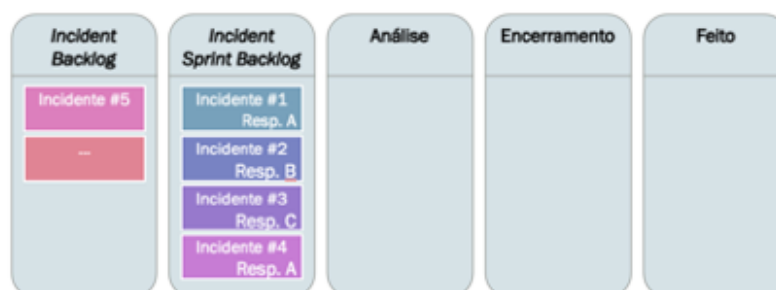 Incident
Backlog
Incidente #5
...
Incident
Sprint Backlog
Incidente #1
Resp. A
Incidente #2
Resp. B
Incidente #3
Resp. C
Incidente #4
Resp. A
Análise
Encerramento
Feito